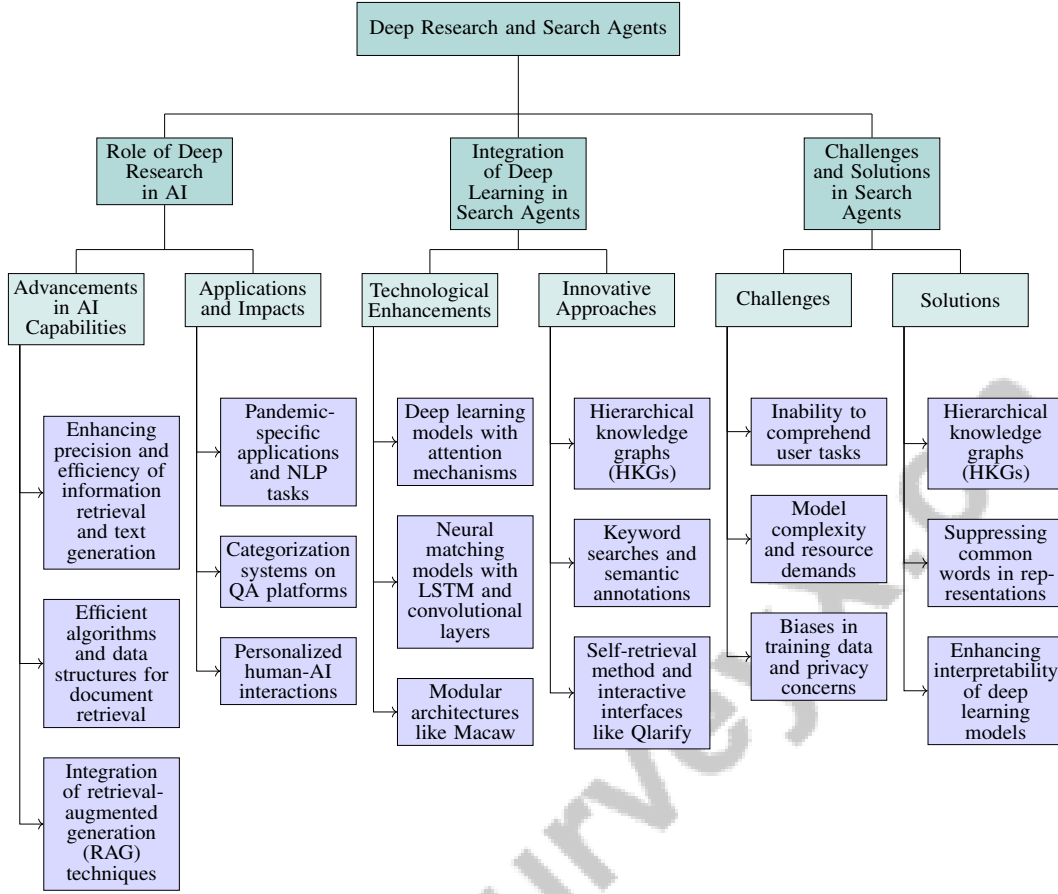 Deep Research and Search Agents
Role of Deep
Research
in AI
Integration
of Deep
Learning in
Search Agents
Challenges
and Solutions
in Search
Agents
Advancements
in AI
Capabilities
Applications
and Impacts
Technological
Enhancements
Innovative
Approaches
Challenges
Solutions
Enhancing
precision and
efficiency of
information
retrieval
and text
generation
Efficient
algorithms
and data
structures for
document
retrieval
Integration
of retrieval-
augmented
generation
(RAG)
techniques
Pandemic-
specific
applications
and NLP
tasks
Categorization
systems on
QA platforms
Personalized
human-AI
interactions
Deep learning
models with
attention
mechanisms
Neural
matching
models with
LSTM and
convolutional
layers
Modular
architectures
like Macaw
Hierarchical
knowledge
graphs
(HKGs)
Keyword
searches and
semantic
annotations
Self-retrieval
method and
interactive
interfaces
like Qlarify
Inability to
comprehend
user tasks
Model
complexity
and resource
demands
Biases in
training data
and privacy
concerns
Hierarchical
knowledge
graphs
(HKGs)
Suppressing
common
words in rep-
resentations
Enhancing
interpretability
of deep
learning
models